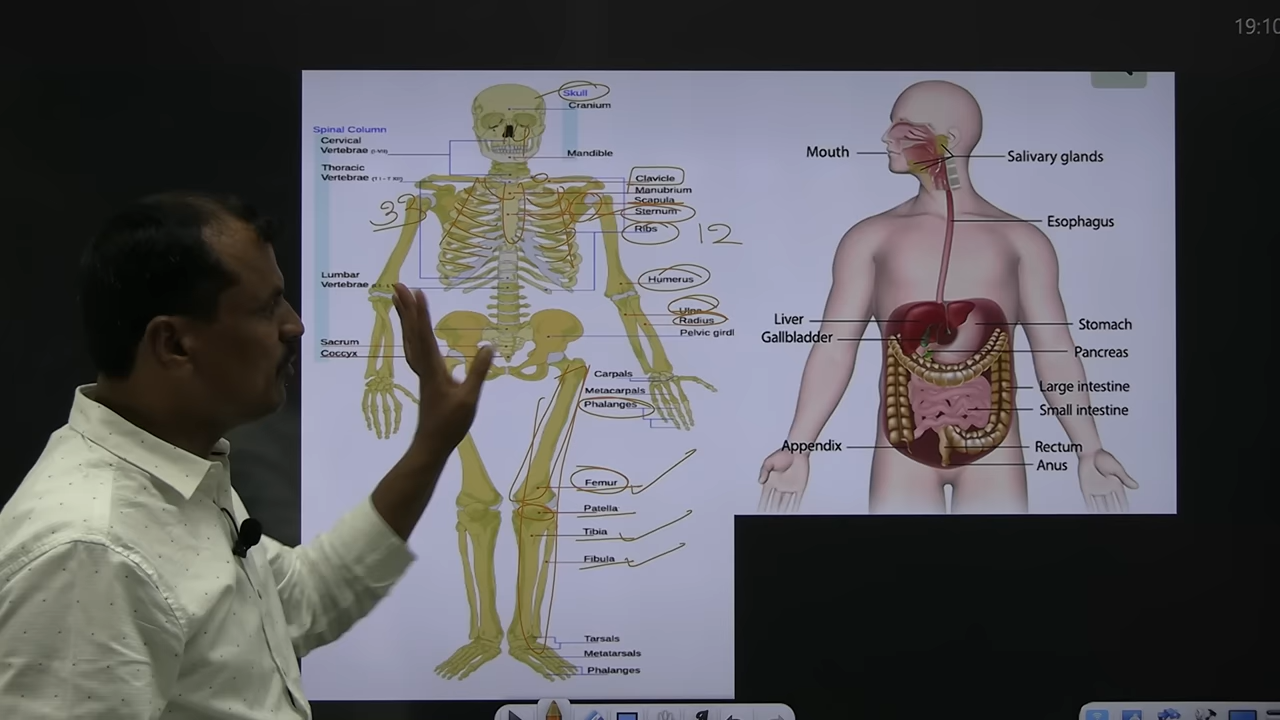 19:10
Skull
Cranium
Spinal Column
Cervical
Vertebrae
Mandible
Thoracic
Vertebrae
Clavicle
Manubrium
Scapula
Sternum
Ribs
12
33
Lumbar
Vertebrae
Humerus
Ulna
Radius
Pelvic girdl
Sacrum
Coccyx
Carpals
Metacarpals
Phalanges
Femur
Patella
Tibia
Fibula
Tarsals
Metatarsals
Phalanges
Mouth
Salivary glands
Esophagus
Liver
Gallbladder
Stomach
Pancreas
Large intestine
Small intestine
Appendix
Rectum
Anus